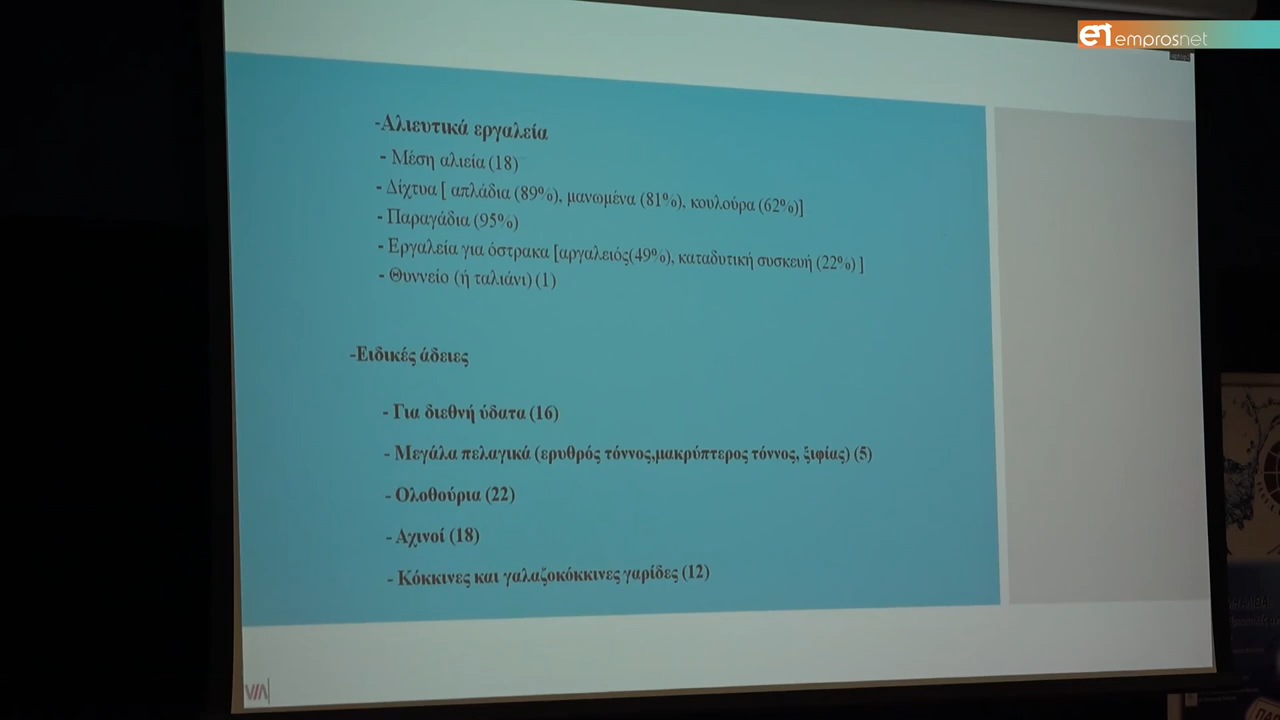 emprosnet
-Αλιευτικά εργαλεία
- Μέση αλιεία (18)
- Δίχτυα [ απλάδια (89%), μανωμένα (81%), κουλούρα (62%)]
- Παραγάδια (95%)
- Εργαλεία για όστρακα [αργαλειός(49%), καταδυτική συσκευή (22%) ]
- Θυννείο (ή ταλιάνι) (1)
-Ειδικές άδειες
- Για διεθνή ύδατα (16)
- Μεγάλα πελαγικά (ερυθρός τόννος,μακρύπτερος τόννος, ξιφίας) (5)
- Ολοθούρια (22)
- Αχινοί (18)
- Κόκκινες και γαλαζοκόκκινες γαρίδες (12)